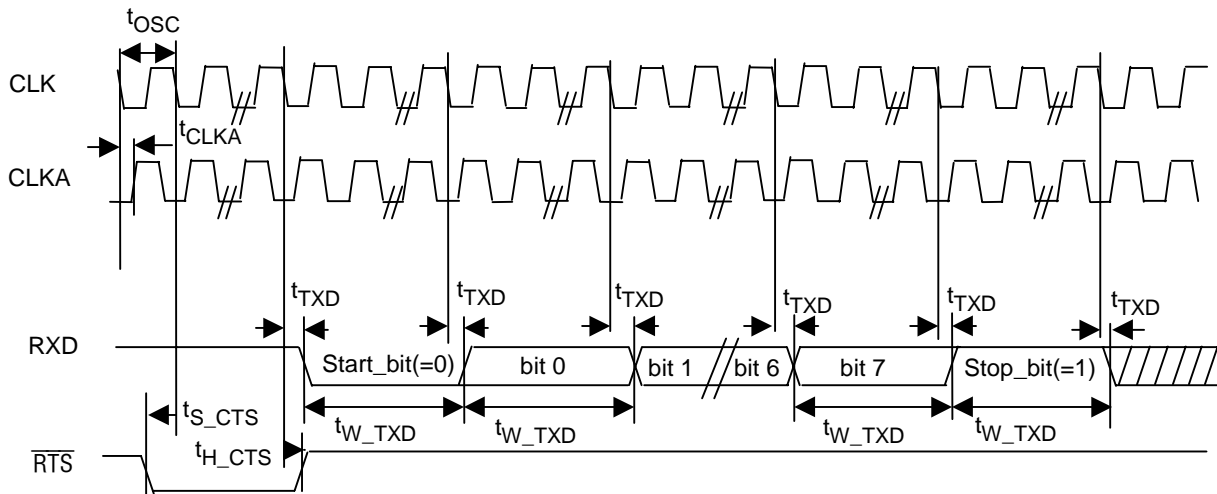 tOSC
CLK
tCLKA
CLKA
tTXD tTXD tTXD tTXD tTXD tTXD
RXD Start_bit(=0) bit 0 bit 1 bit 6 bit 7 Stop_bit(=1)
tS_CTS tW_TXD tW_TXD tW_TXD tW_TXD
tH_CTS
RTS